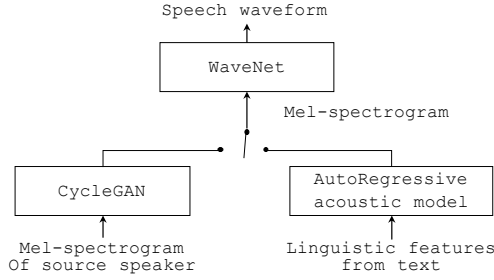 Speech waveform
WaveNet
Mel-spectrogram
CycleGAN
AutoRegressive
acoustic model
Mel-spectrogram
Of source speaker
Linguistic features
from text